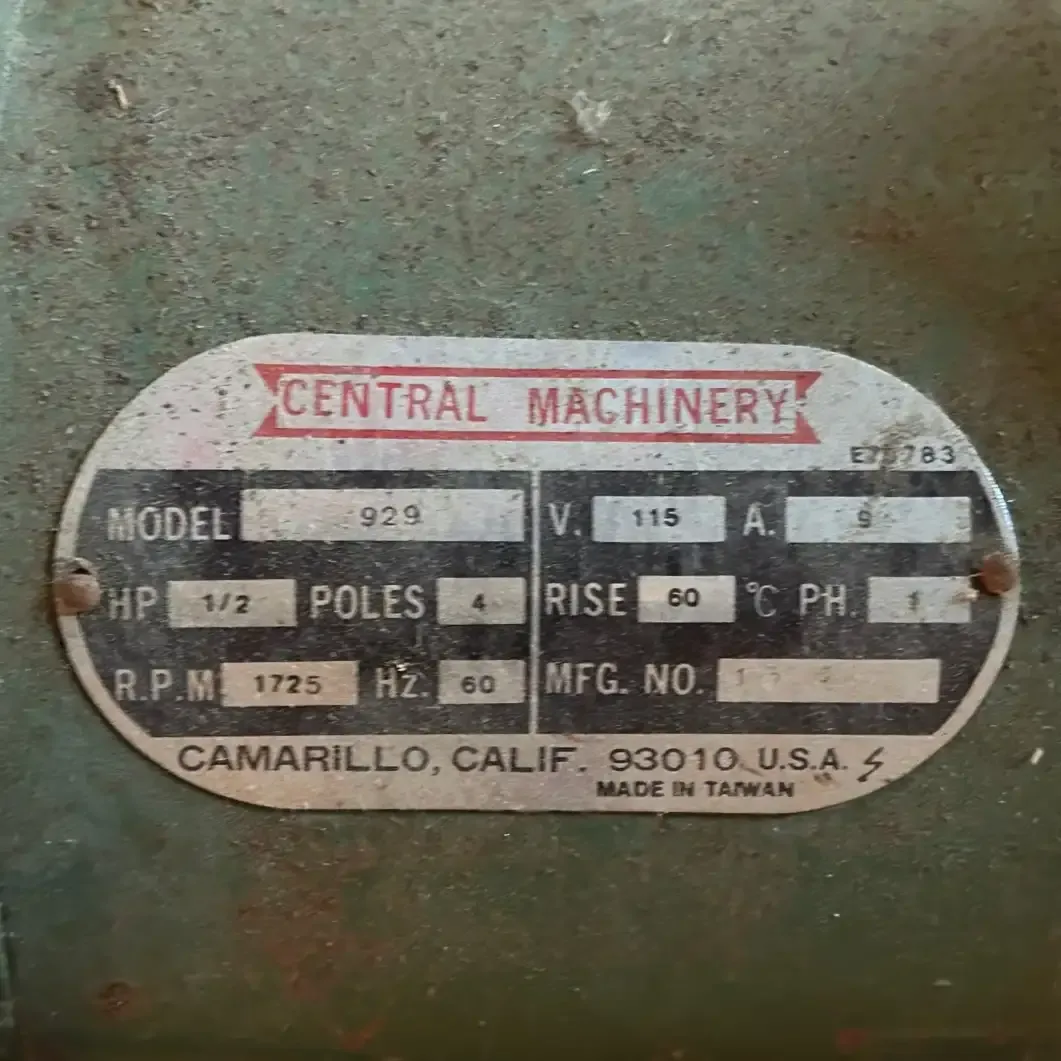 CENTRAL MACHINERY
MODEL 929 V. 115 A. 9
HP 1/2 POLES 4 RISE 60 °C PH. 1
R.P.M. 1725 Hz. 60 MFG. NO.
CAMARILLO, CALIF. 93010 U.S.A.
MADE IN TAIWAN